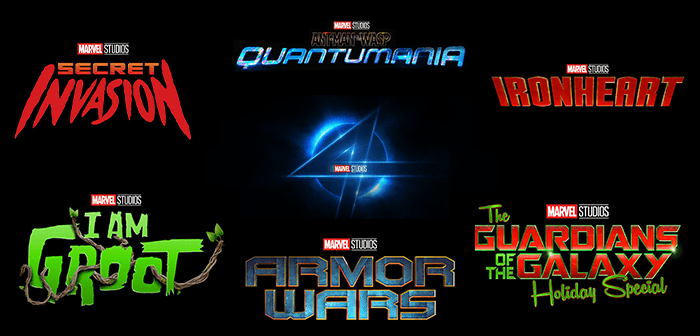 MARVEL STUDIOS
ANT-MAN AND THE WASP
QUANTUMANIA
MARVEL STUDIOS
SECRET
INVASION
MARVEL STUDIOS
IRONHEART
4
MARVEL STUDIOS
MARVEL STUDIOS
I AM
GROOT
MARVEL STUDIOS
ARMOR
WARS
MARVEL STUDIOS
The
GUARDIANS
OF THE GALAXY
Holiday Special